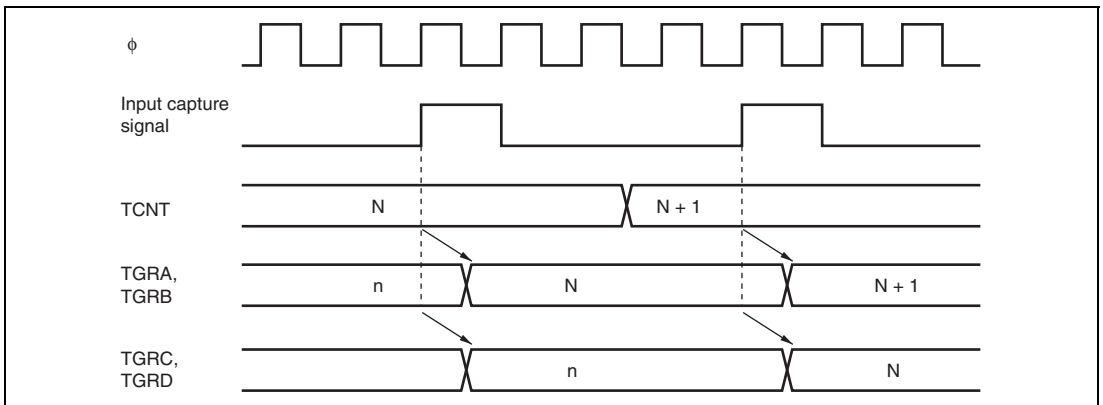 ϕ
Input capture
signal
TCNT
N
N + 1
TGRA,
TGRB
n
N
N + 1
TGRC,
TGRD
n
N